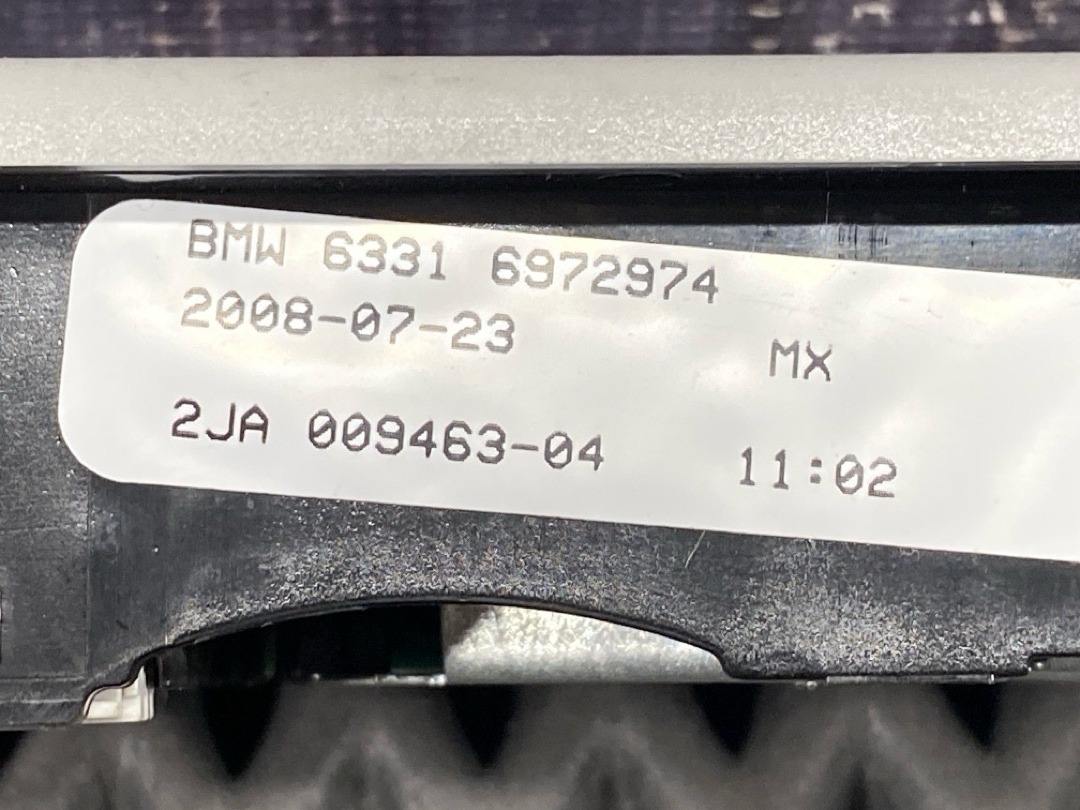 BMW 6331 6972974
2008-07-23 MX
2JA 009463-04 11:02